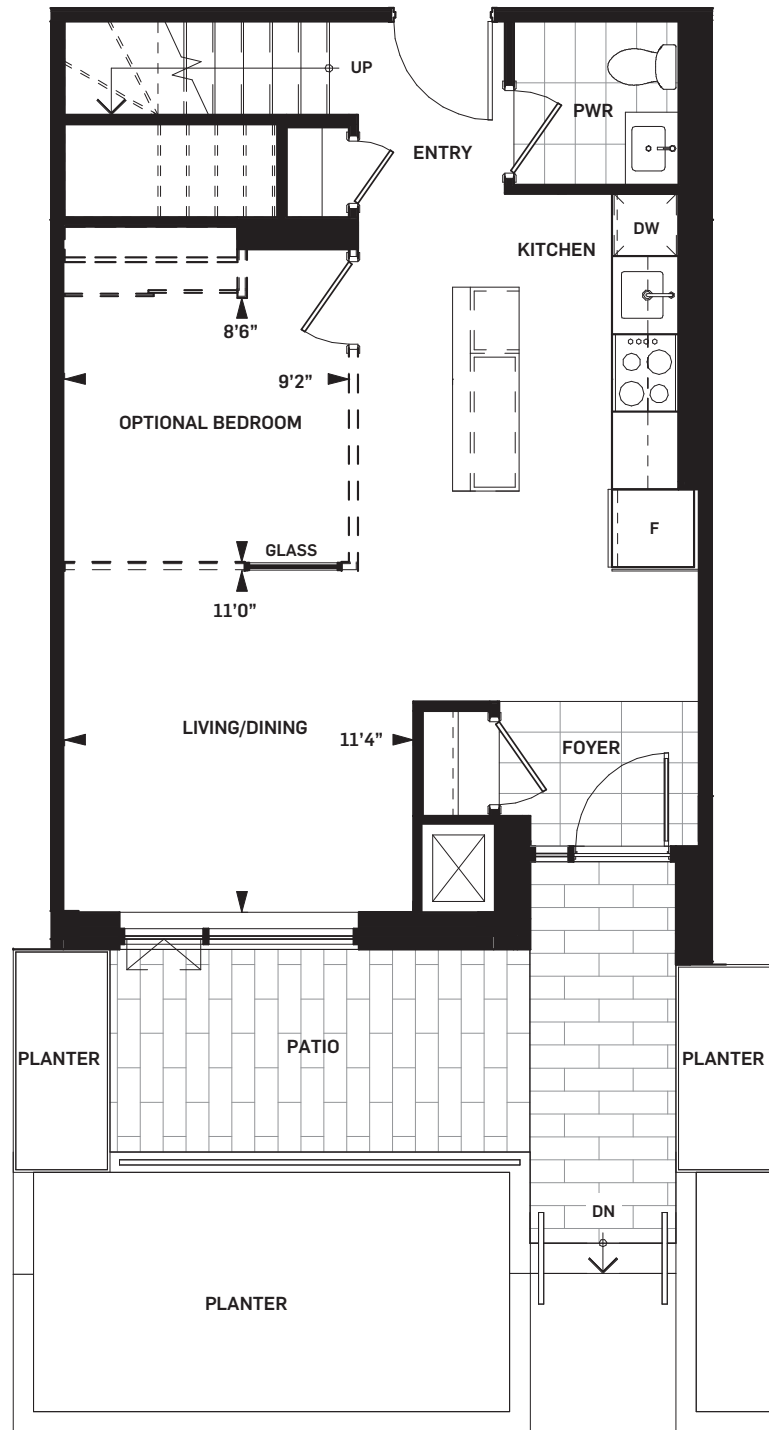 UP
PWR
ENTRY
DW
KITCHEN
8’6”
9’2”
OPTIONAL BEDROOM
F
GLASS
11’0”
LIVING/DINING
11’4”
FOYER
PATIO
PLANTER
PLANTER
DN
PLANTER